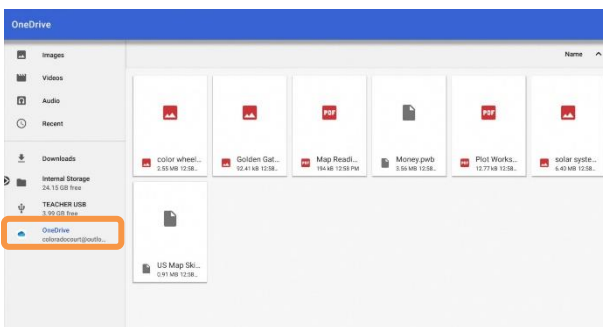 OneDrive
Images
Videos
Audio
Recent
Downloads
Internal Storage
24.15 GB free
TEACHER USB
3.99 GB free
OneDrive
coloradocourt@outlo...
Name
PDF
PDF
color wheel...
2.55 MB 12:58...
Golden Gat...
92.41 kB 12:58...
Map Readi...
194 kB 12:58 PM
Money.pwb
3.56 MB 12:58...
Plot Works...
12.77 kB 12:58...
solar syste...
6.40 MB 12:58...
US Map Ski...
0.91 MB 12:58...